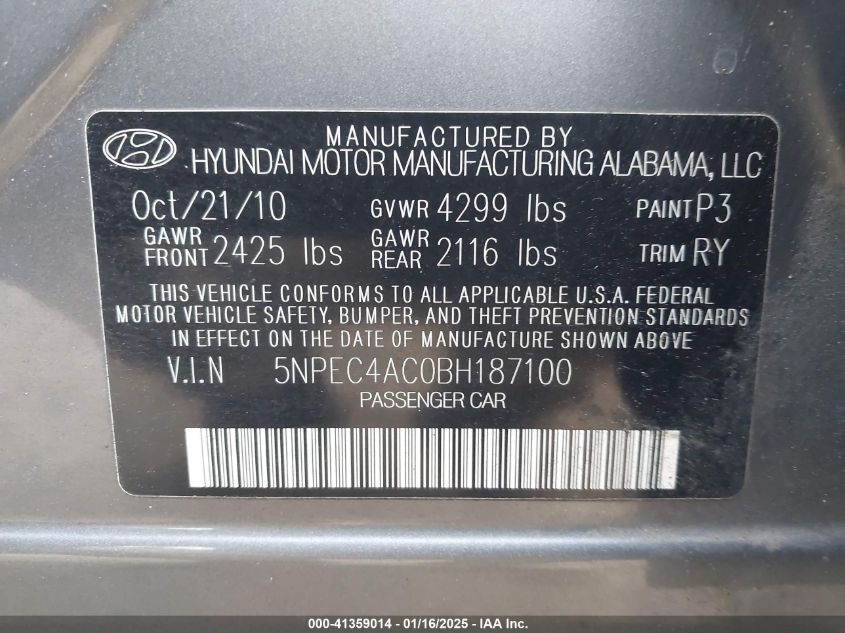 MANUFACTURED BY
HYUNDAI MOTOR MANUFACTURING ALABAMA, LLC
Oct/21/10 GVWR 4299 lbs PAINT P3
GAWR FRONT 2425 lbs GAWR REAR 2116 lbs TRIM RY
THIS VEHICLE CONFORMS TO ALL APPLICABLE U.S.A. FEDERAL
MOTOR VEHICLE SAFETY, BUMPER, AND THEFT PREVENTION STANDARDS
IN EFFECT ON THE DATE OF MANUFACTURE SHOWN ABOVE.
V.I.N 5NPEC4AC0BH187100
PASSENGER CAR
000-41359014 - 01/16/2025 - IAA Inc.